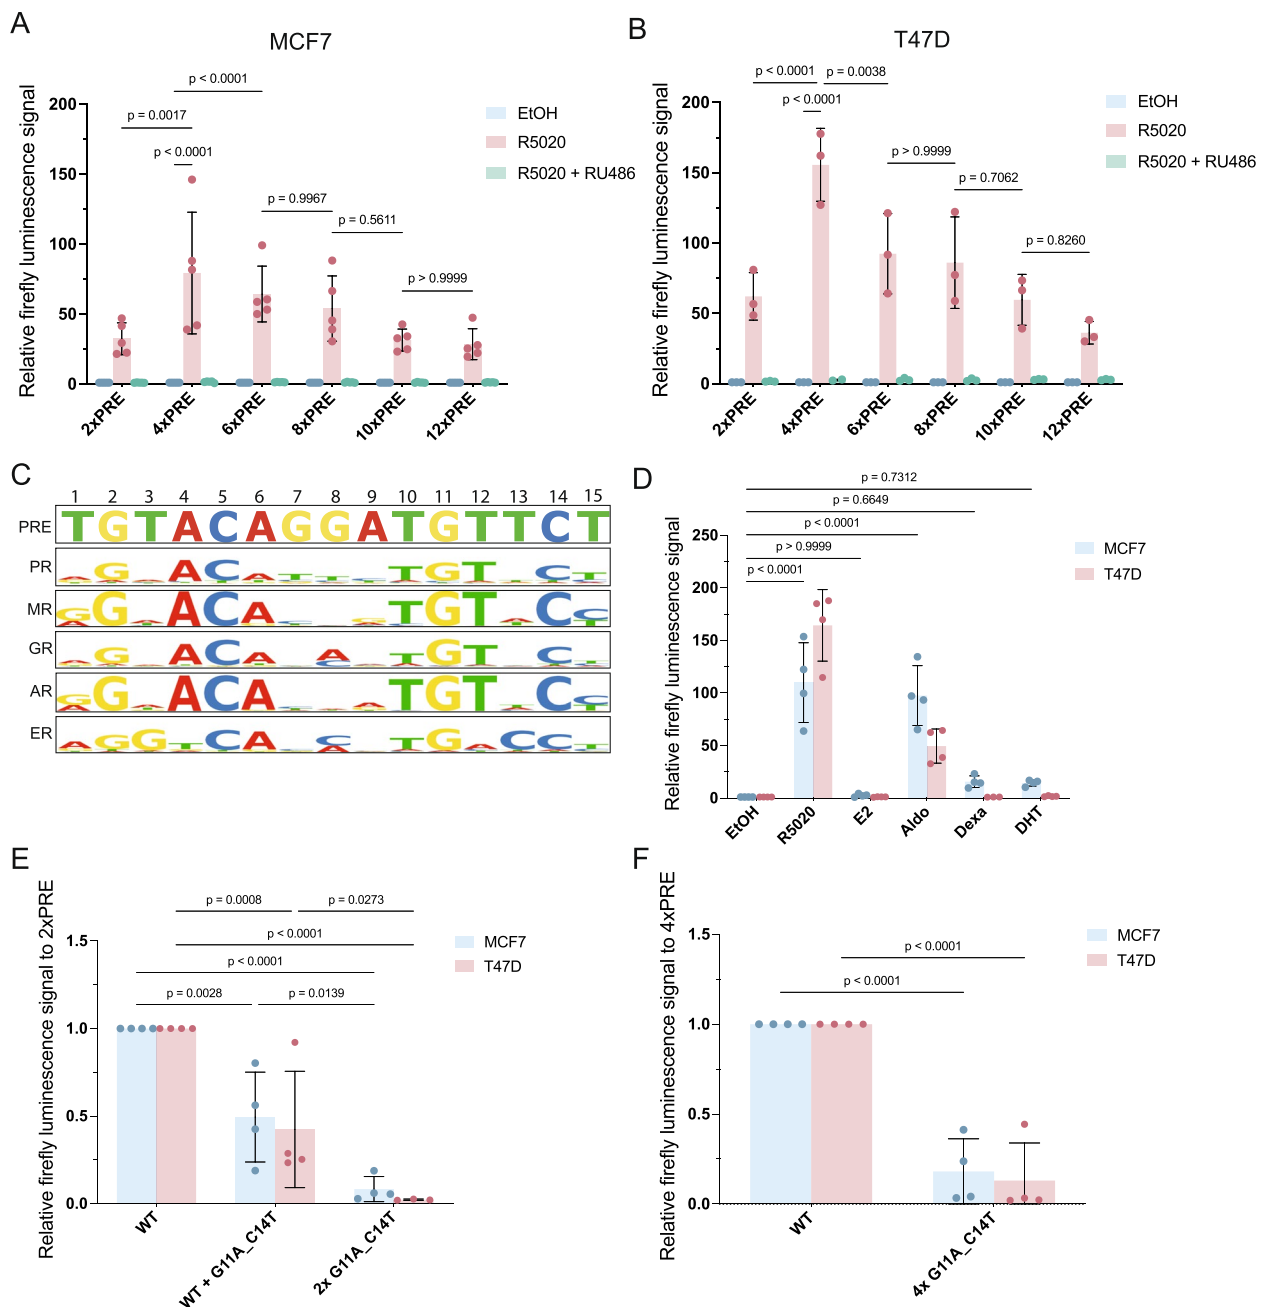 A
MCF7
p < 0.0001
p = 0.0017
p < 0.0001
p = 0.9967
p = 0.5611
p > 0.9999
EtOH
R5020
R5020 + RU486
Relative firefly luminescence signal
200
150
100
50
0
2xPRE
4xPRE
6xPRE
8xPRE
10xPRE
12xPRE
B
T47D
p < 0.0001
p = 0.0038
p <0.0001
p > 0.9999
p = 0.7062
p = 0.8260
EtOH
R5020
R5020 + RU486
Relative firefly luminescence signal
200
150
100
50
0
2xPRE
4xPRE
6xPRE
8xPRE
10xPRE
12xPRE
C
1 2 3 4 5 6 7 8 9 10 11 12 13 14 15
PRE TGTACAGGATGTTCT
PR
MR
GR
AR
ER
D
p = 0.7312
p = 0.6649
p < 0.0001
p > 0.9999
p < 0.0001
MCF7
T47D
Relative firefly luminescence signal
250
200
150
100
50
0
EtOH
R5020
E2
Aldo
Dexa
DHT
E
p = 0.0008
p = 0.0273
p < 0.0001
p < 0.0001
p = 0.0028
p = 0.0139
MCF7
T47D
Relative firefly luminescence signal to 2xPRE
1.5
1.0
0.5
0.0
WT
WT + G11A_C14T
2x G11A_C14T
F
p < 0.0001
p < 0.0001
MCF7
T47D
Relative firefly luminescence signal to 4xPRE
1.5
1.0
0.5
0.0
WT
4x G11A_C14T